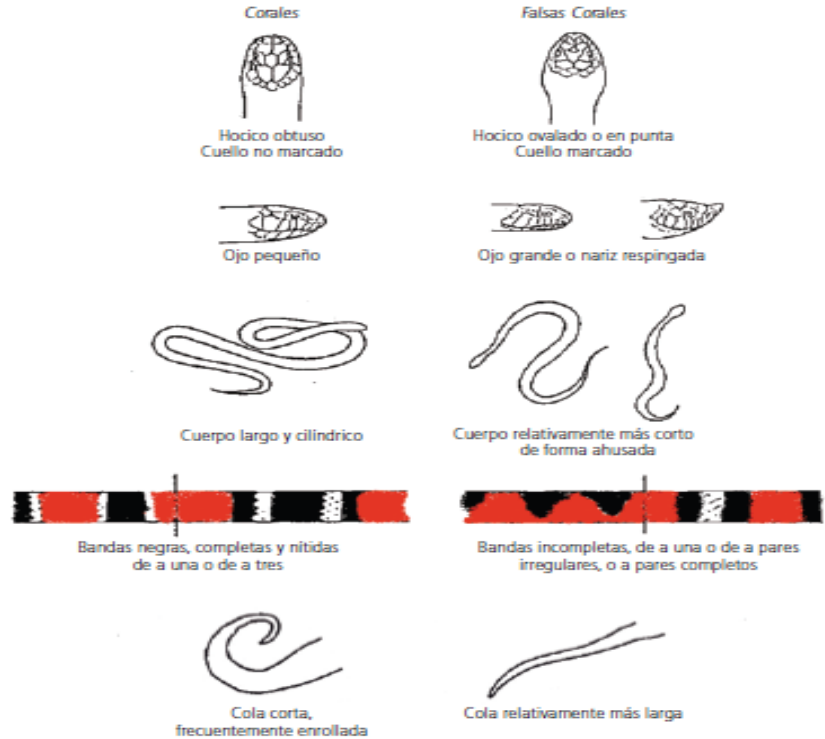 Corales
Falsas Corales
Hocico obtuso
Cuello no marcado
Hocico ovalado o en punta
Cuello marcado
Ojo pequeño
Ojo grande o nariz respingada
Cuerpo largo y cilíndrico
Cuerpo relativamente más corto
de forma ahusada
Bandas negras, completas y nítidas
de a una o de a tres
Bandas incompletas, de a una o de a pares
irregulares, o a pares completos
Cola corta,
frecuentemente enrollada
Cola relativamente más larga